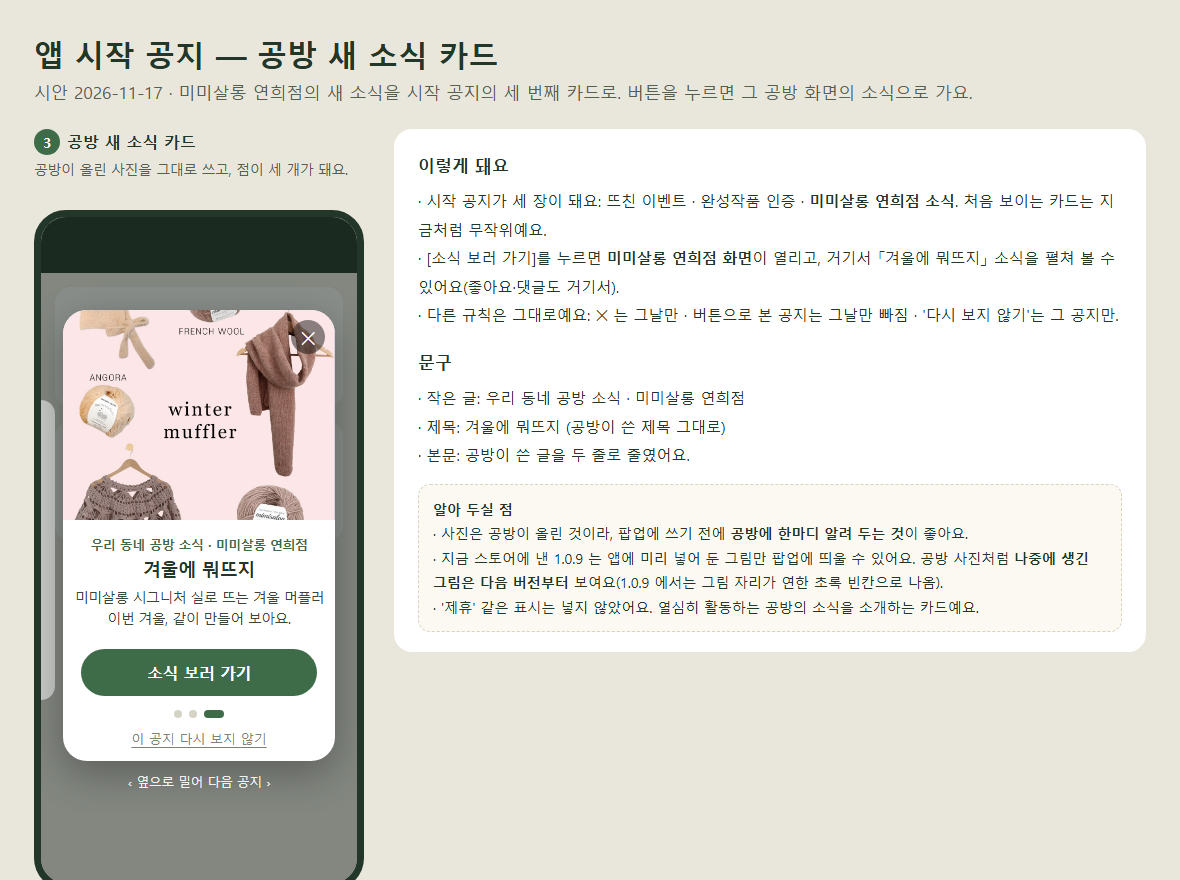 앱 시작 공지 — 공방 새 소식 카드
시안 2026-11-17 · 미미살롱 연희점의 새 소식을 시작 공지의 세 번째 카드로. 버튼을 누르면 그 공방 화면의 소식으로 가요.
3 공방 새 소식 카드
공방이 올린 사진을 그대로 쓰고, 점이 세 개가 돼요.
FRENCH WOOL
ANGORA
winter
muffler
mimisalon
우리 동네 공방 소식 · 미미살롱 연희점
겨울에 뭐뜨지
미미살롱 시그니처 실로 뜨는 겨울 머플러
이번 겨울, 같이 만들어 보아요.
소식 보러 가기
이 공지 다시 보지 않기
‹ 옆으로 밀어 다음 공지 ›
이렇게 돼요
· 시작 공지가 세 장이 돼요: 뜨친 이벤트 · 완성작품 인증 · 미미살롱 연희점 소식. 처음 보이는 카드는 지
금처럼 무작위예요.
· [소식 보러 가기]를 누르면 미미살롱 연희점 화면이 열리고, 거기서 「겨울에 뭐뜨지」 소식을 펼쳐 볼 수
있어요(좋아요·댓글도 거기서).
· 다른 규칙은 그대로예요: ✕ 는 그날만 · 버튼으로 본 공지는 그날만 빠짐 · '다시 보지 않기'는 그 공지만.
문구
· 작은 글: 우리 동네 공방 소식 · 미미살롱 연희점
· 제목: 겨울에 뭐뜨지 (공방이 쓴 제목 그대로)
· 본문: 공방이 쓴 글을 두 줄로 줄였어요.
알아 두실 점
· 사진은 공방이 올린 것이라, 팝업에 쓰기 전에 공방에 한마디 알려 두는 것이 좋아요.
· 지금 스토어에 낸 1.0.9 는 앱에 미리 넣어 둔 그림만 팝업에 띄울 수 있어요. 공방 사진처럼 나중에 생긴
그림은 다음 버전부터 보여요(1.0.9 에서는 그림 자리가 연한 초록 빈칸으로 나옴).
· '제휴' 같은 표시는 넣지 않았어요. 열심히 활동하는 공방의 소식을 소개하는 카드예요.